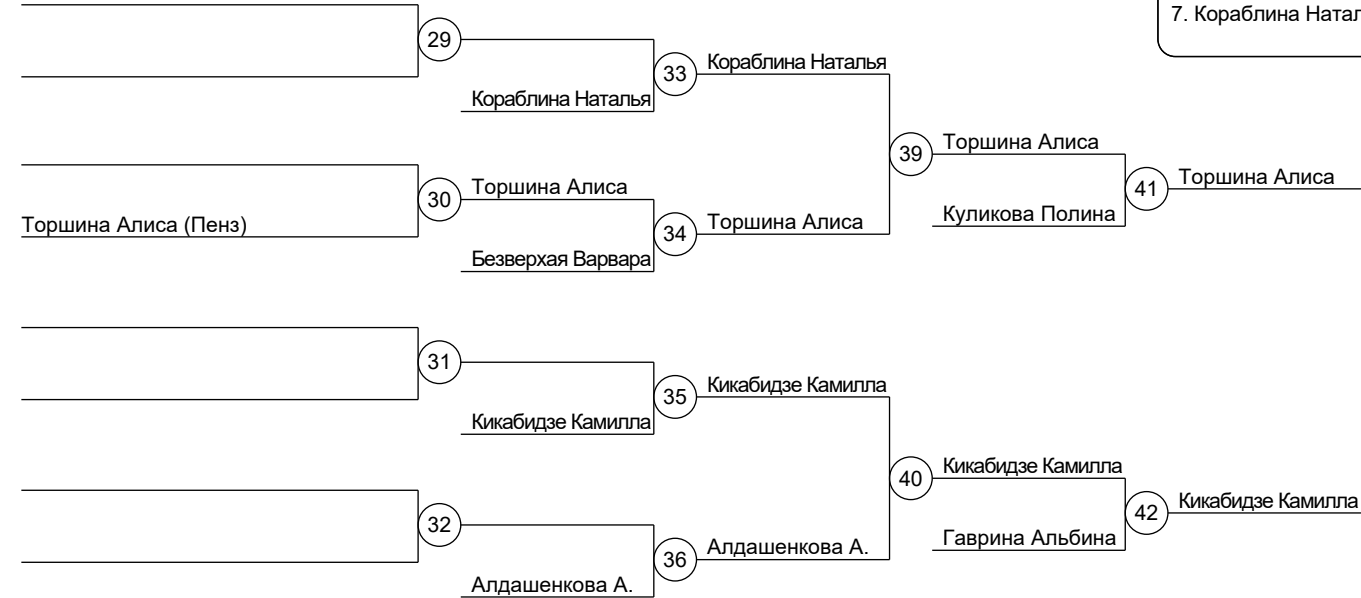 7. Кораблина Натал
29
33
Кораблина Наталья
Кораблина Наталья
39
Торшина Алиса
30
Торшина Алиса
41
Торшина Алиса
Торшина Алиса (Пенз)
34
Торшина Алиса
Куликова Полина
Безверхая Варвара
31
35
Кикабидзе Камилла
Кикабидзе Камилла
40
Кикабидзе Камилла
42
Кикабидзе Камилла
32
Гаврина Альбина
36
Алдашенкова А.
Алдашенкова А.